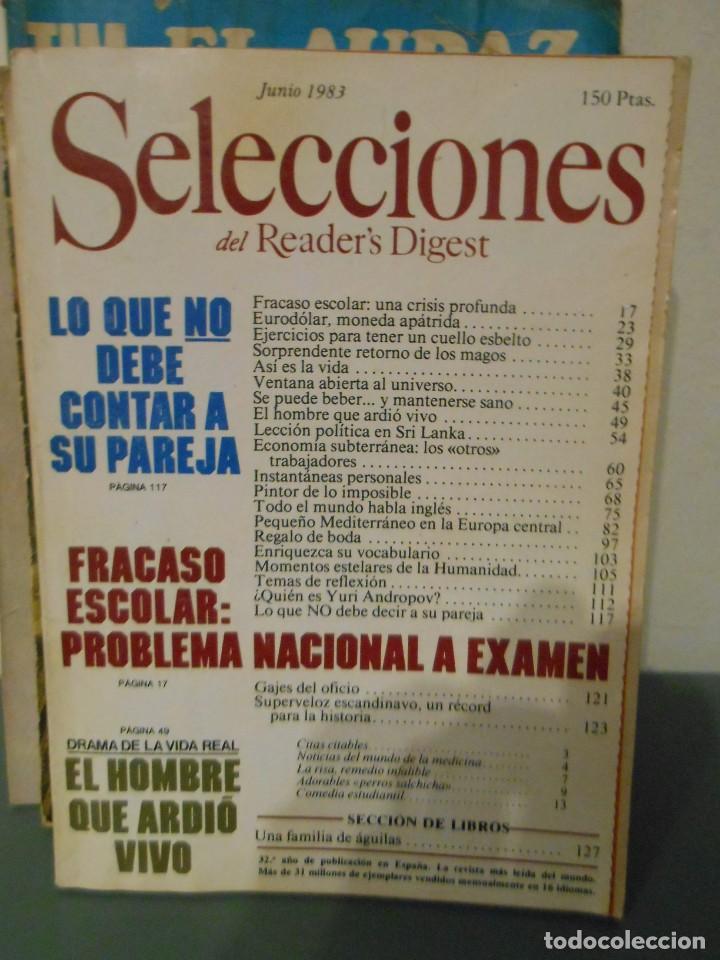 EL AUDAZ
Junio 1983
150 Ptas.
Selecciones
del Reader's Digest
LO QUE NO
DEBE
CONTAR A
SU PAREJA
PÁGINA 117
FRACASO
ESCOLAR:
PROBLEMA NACIONAL A EXAMEN
PÁGINA 17
PÁGINA 49
DRAMA DE LA VIDA REAL
EL HOMBRE
QUE ARDIÓ
VIVO
Fracaso escolar: una crisis profunda ......... 17
Eurodólar, moneda apátrida .................. 23
Ejercicios para tener un cuello esbelto ....... 29
Sorprendente retorno de los magos .......... 33
Así es la vida ................................ 38
Ventana abierta al universo................... 40
Se puede beber... y mantenerse sano ......... 45
El hombre que ardió vivo .................... 49
Lección política en Sri Lanka................. 54
Economía subterránea: los «otros»
trabajadores ............................. 60
Instantáneas personales ...................... 65
Pintor de lo imposible ....................... 68
Todo el mundo habla inglés .................. 75
Pequeño Mediterráneo en la Europa central .. 82
Regalo de boda .............................. 97
Enriquezca su vocabulario ................... 103
Momentos estelares de la Humanidad......... 105
Temas de reflexión .......................... 111
¿Quién es Yuri Andropov? ................... 112
Lo que NO debe decir a su pareja ............ 117
Gajes del oficio .............................. 121
Superveloz escandinavo, un récord
para la historia............................ 123
Citas citables ........................ 3
Noticias del mundo de la medicina ...... 4
La risa, remedio infalible .............. 7
Adorables «perros salchicha» ........... 9
Comedia estudiantil .................... 13
SECCIÓN DE LIBROS
Una familia de águilas ....................... 127
32.º año de publicación en España. La revista más leída del mundo.
Más de 31 millones de ejemplares vendidos mensualmente en 16 idiomas.
todocoleccion